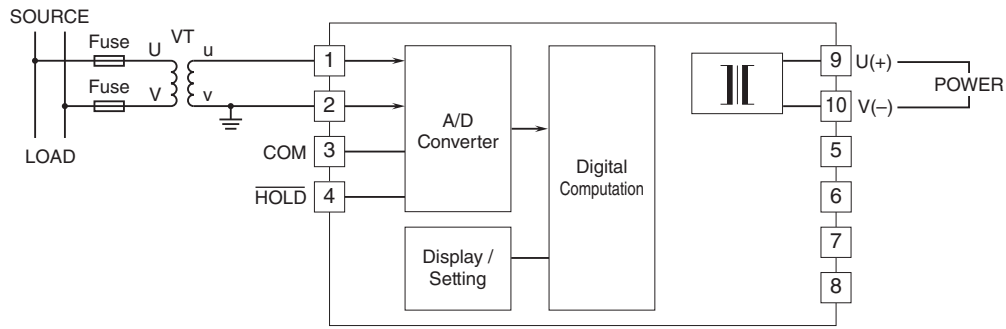 SOURCE
Fuse
U
VT
u
1
Fuse
V
v
2
COM
3
LOAD
HOLD
4
A/D
Converter
Digital
Computation
Display /
Setting
9
U(+)
POWER
10
V(–)
5
6
7
8